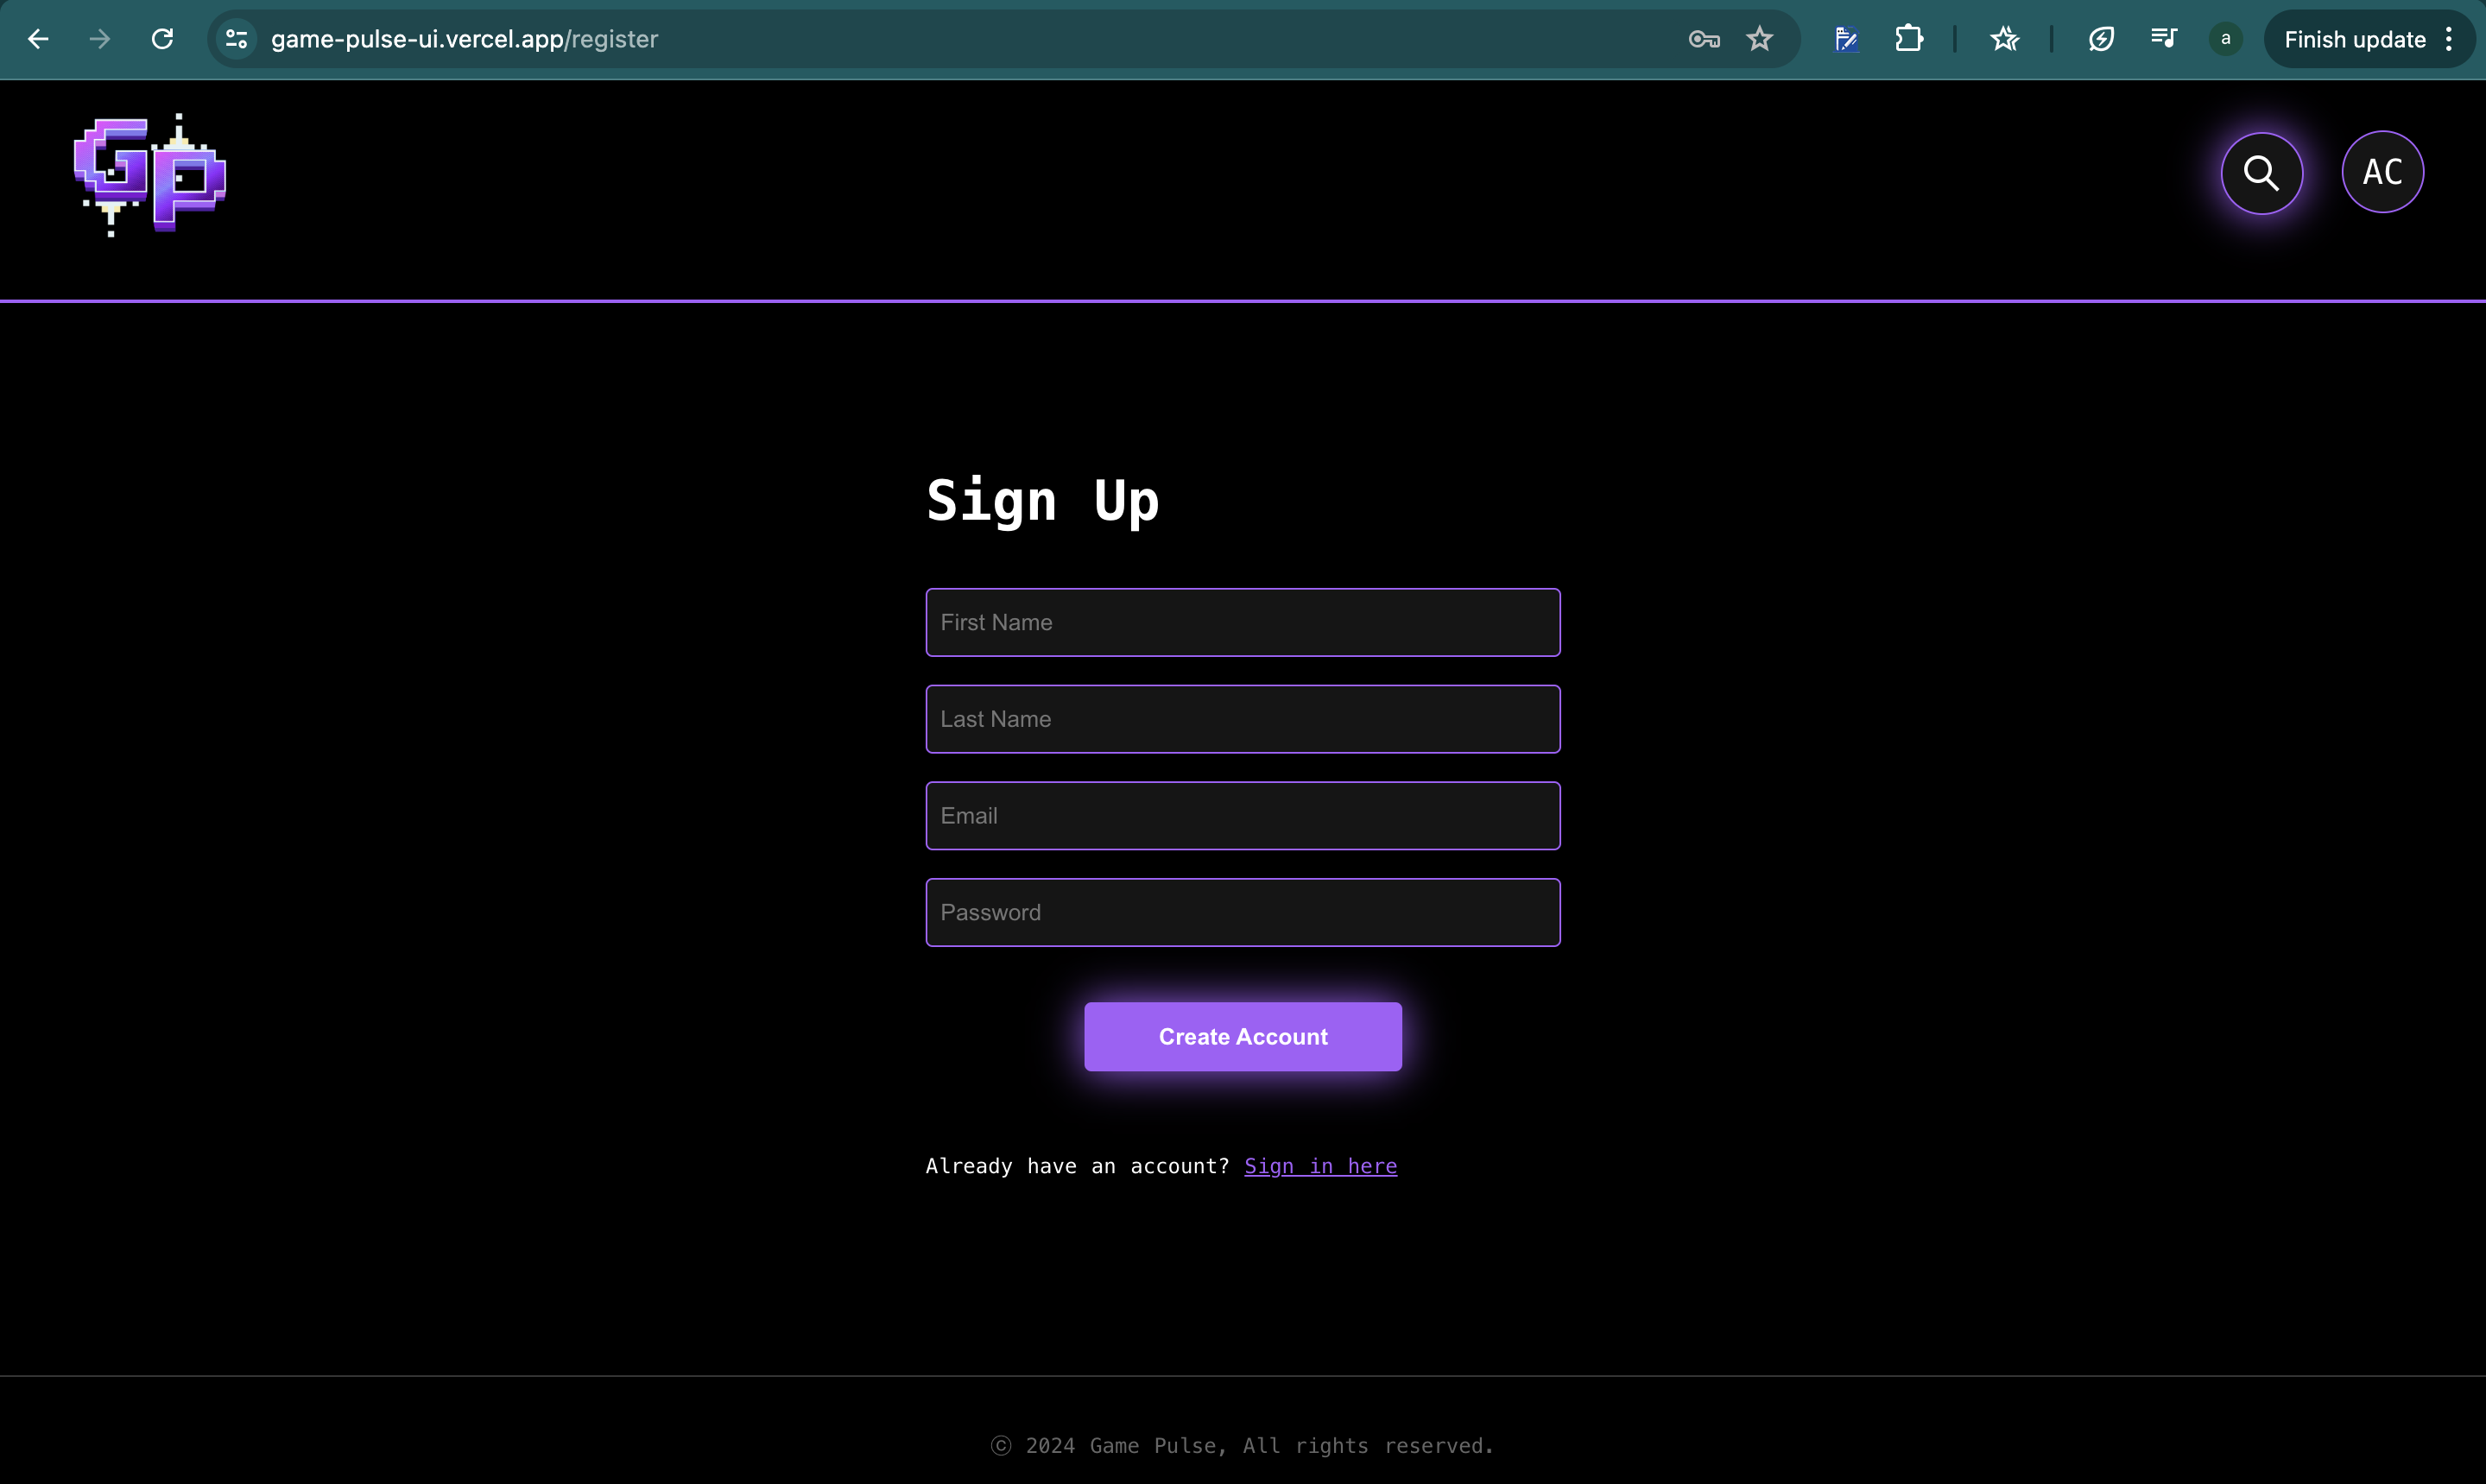 game-pulse-ui.vercel.app/register
a
Finish update
GP
AC
Sign Up
First Name
Last Name
Email
Password
Create Account
Already have an account? Sign in here
© 2024 Game Pulse, All rights reserved.